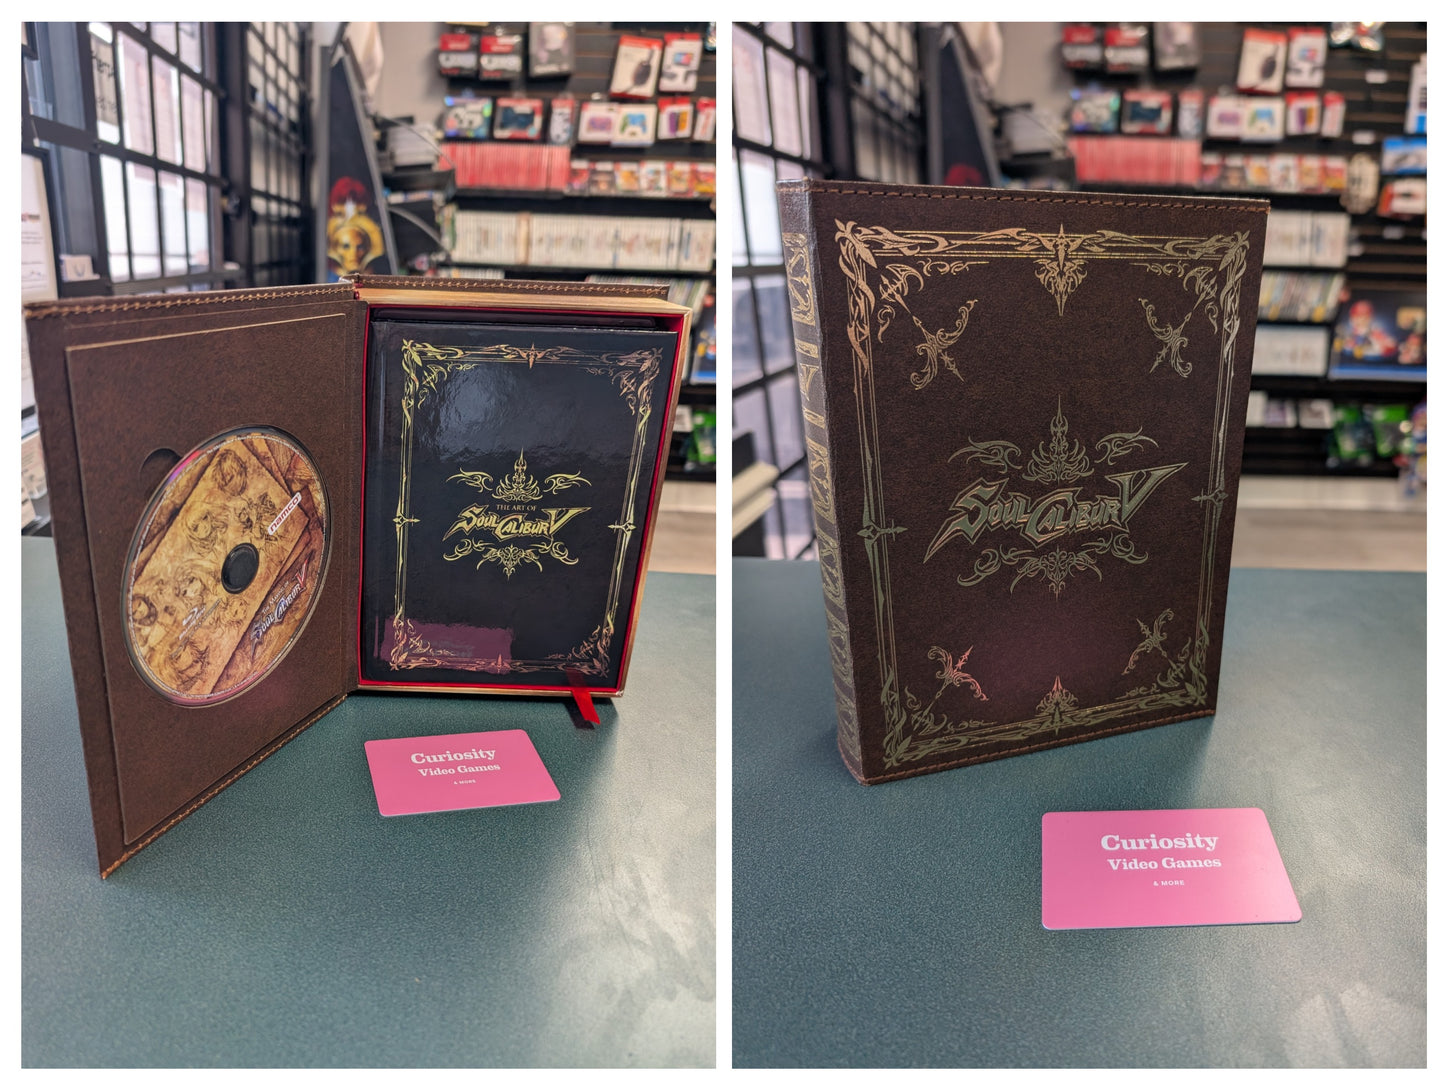 namco
SOULCALIBUR V
THE ART OF
SOULCALIBUR V
Curiosity
Video Games
& MORE
SOULCALIBUR V
Curiosity
Video Games
& MORE